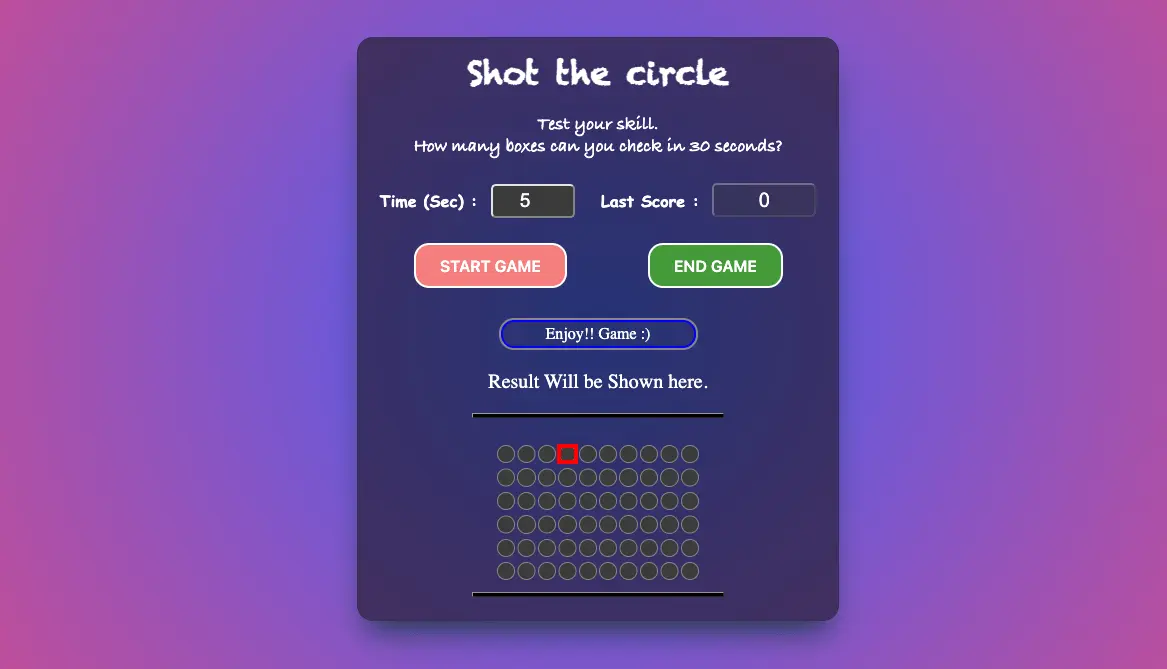 Shot the circle
Test your skill.
How many boxes can you check in 30 seconds?
Time (Sec) : 5 Last Score : 0
START GAME END GAME
Enjoy!! Game :)
Result Will be Shown here.